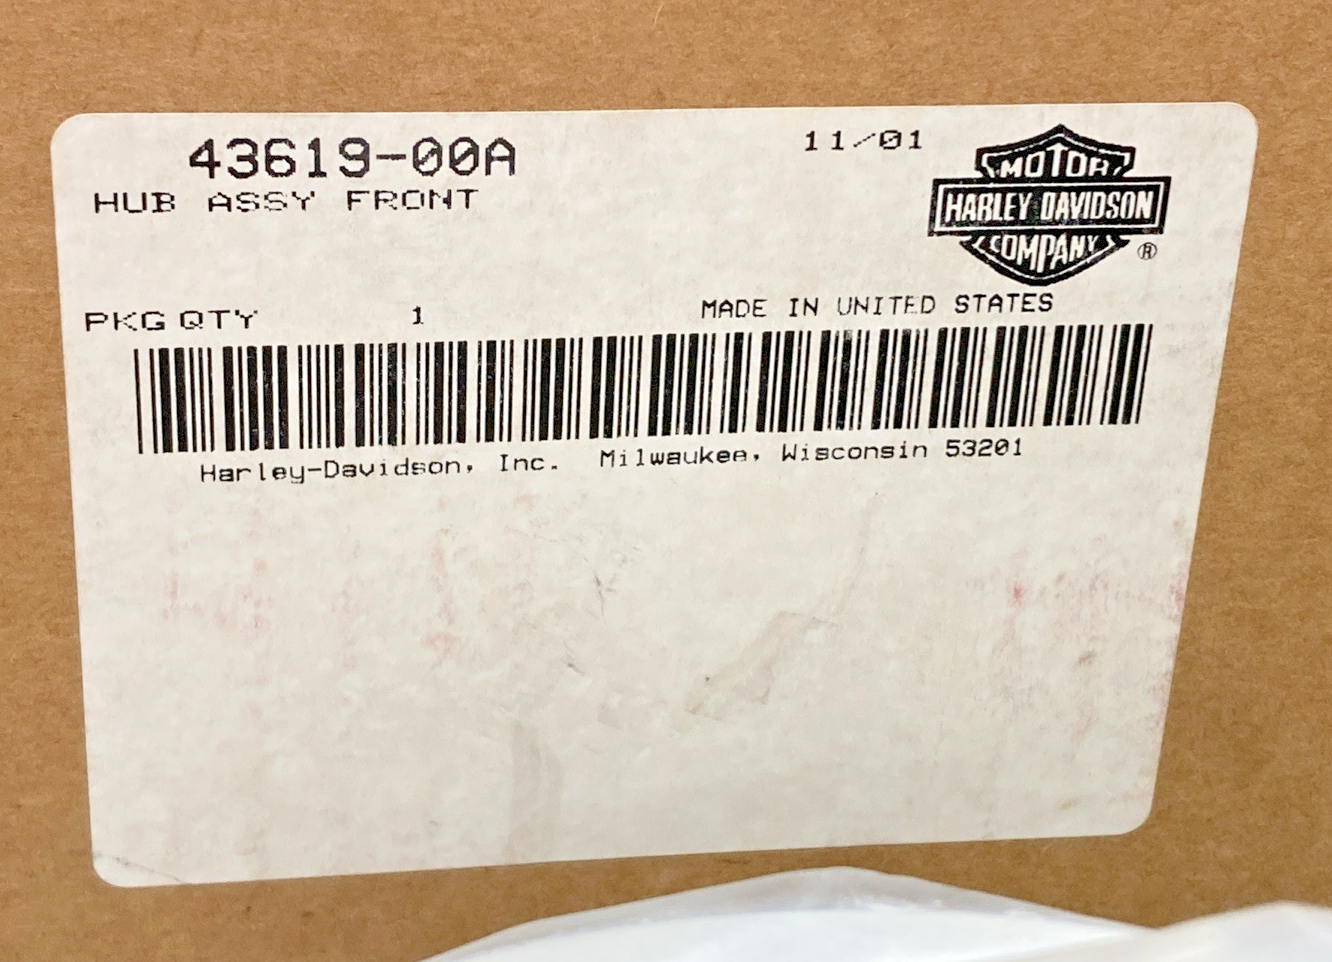 43619-00A
11/01
HUB ASSY FRONT
MOTOR
HARLEY DAVIDSON
COMPANY
®
PKG QTY 1
MADE IN UNITED STATES
Harley-Davidson, Inc. Milwaukee, Wisconsin 53201